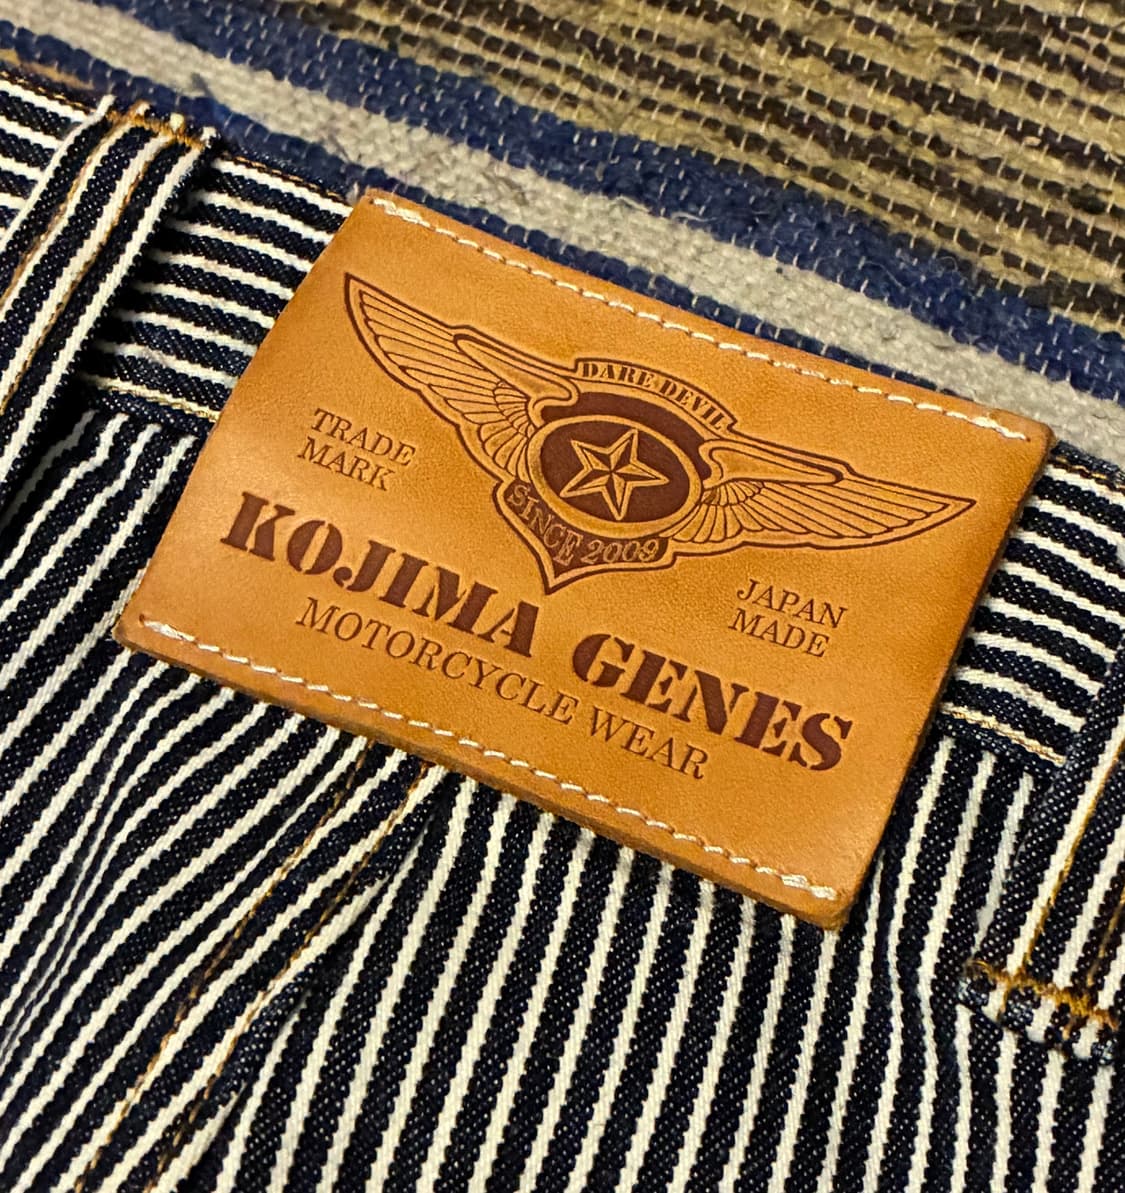 DARE DEVIL
TRADE
MARK
SINCE 2009
JAPAN
MADE
KOJIMA GENES
MOTORCYCLE WEAR